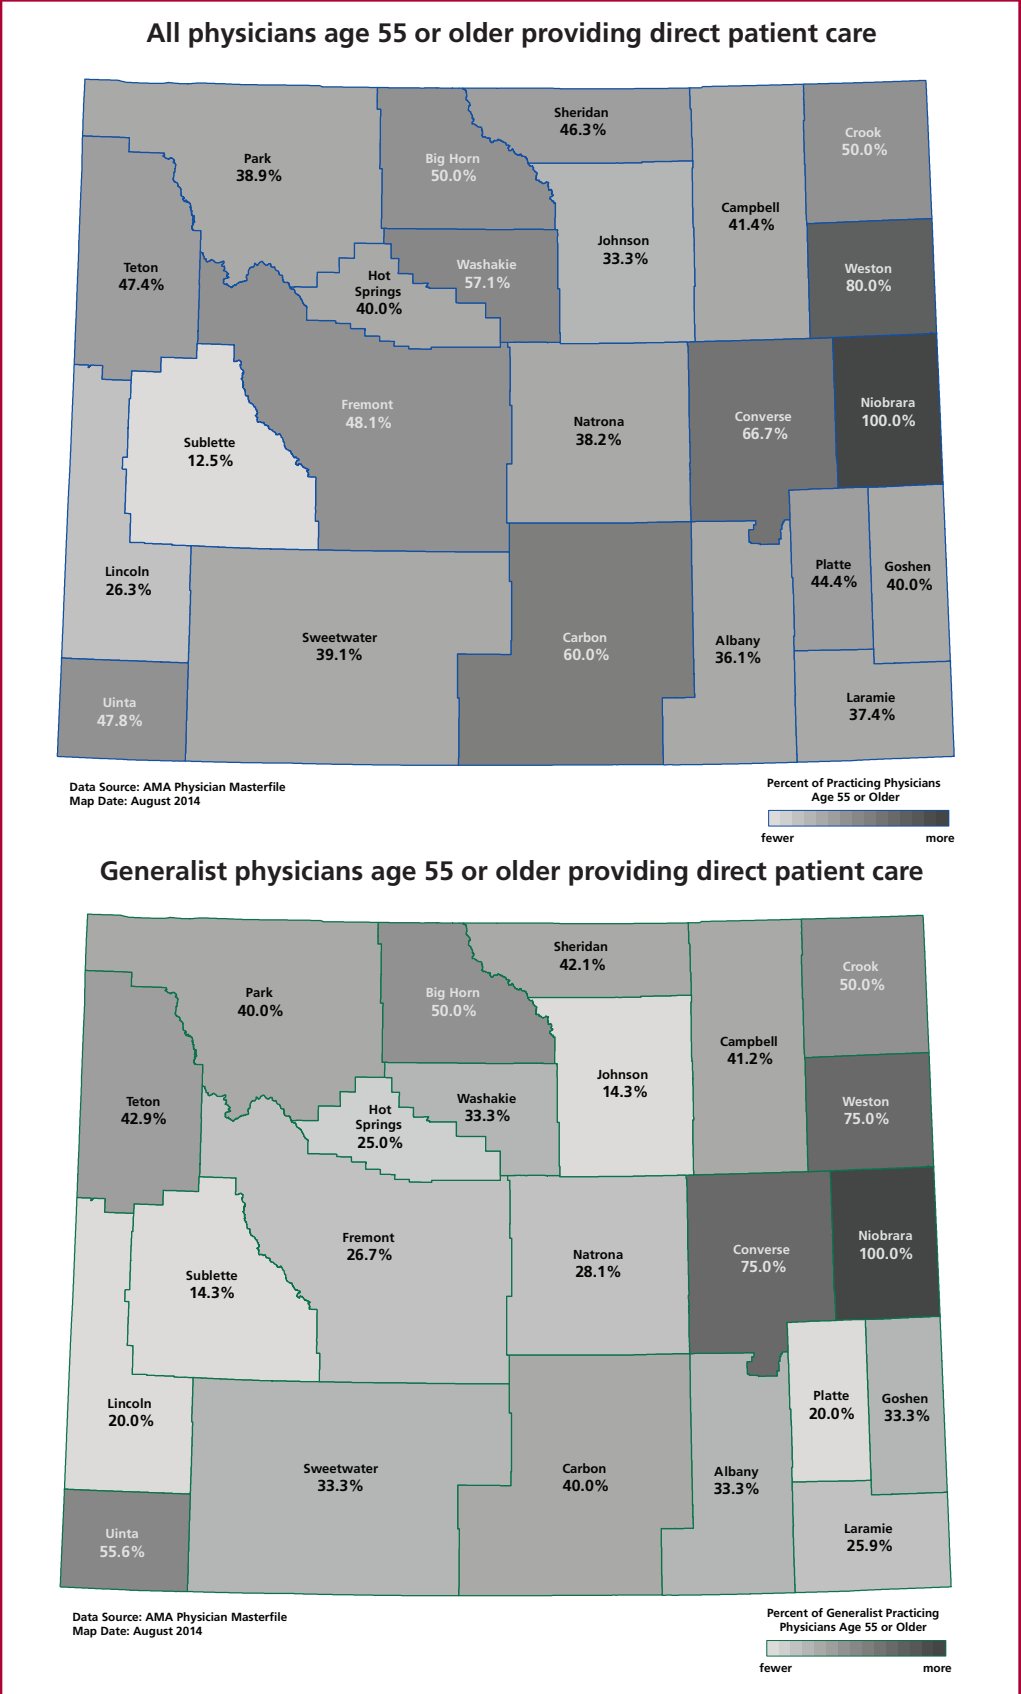 All physicians age 55 or older providing direct patient care
Sheridan
46.3%
Crook
50.0%
Park
38.9%
Big Horn
50.0%
Campbell
41.4%
Johnson
33.3%
Teton
47.4%
Washakie
57.1%
Hot
Springs
40.0%
Weston
80.0%
Fremont
48.1%
Niobrara
100.0%
Natrona
38.2%
Converse
66.7%
Sublette
12.5%
Lincoln
26.3%
Platte
44.4%
Goshen
40.0%
Sweetwater
39.1%
Carbon
60.0%
Albany
36.1%
Uinta
47.8%
Laramie
37.4%
Data Source: AMA Physician Masterfile
Map Date: August 2014
Percent of Practicing Physicians
Age 55 or Older
fewer more
Generalist physicians age 55 or older providing direct patient care
Sheridan
42.1%
Crook
50.0%
Park
40.0%
Big Horn
50.0%
Campbell
41.2%
Johnson
14.3%
Teton
42.9%
Washakie
33.3%
Hot
Springs
25.0%
Weston
75.0%
Fremont
26.7%
Niobrara
100.0%
Natrona
28.1%
Converse
75.0%
Sublette
14.3%
Lincoln
20.0%
Platte
20.0%
Goshen
33.3%
Sweetwater
33.3%
Carbon
40.0%
Albany
33.3%
Uinta
55.6%
Laramie
25.9%
Data Source: AMA Physician Masterfile
Map Date: August 2014
Percent of Generalist Practicing
Physicians Age 55 or Older
fewer more